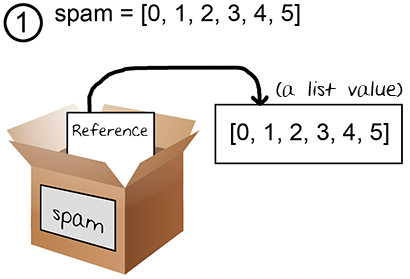 1 spam = [0, 1, 2, 3, 4, 5]
(a list value)
Reference
[0, 1, 2, 3, 4, 5]
spam